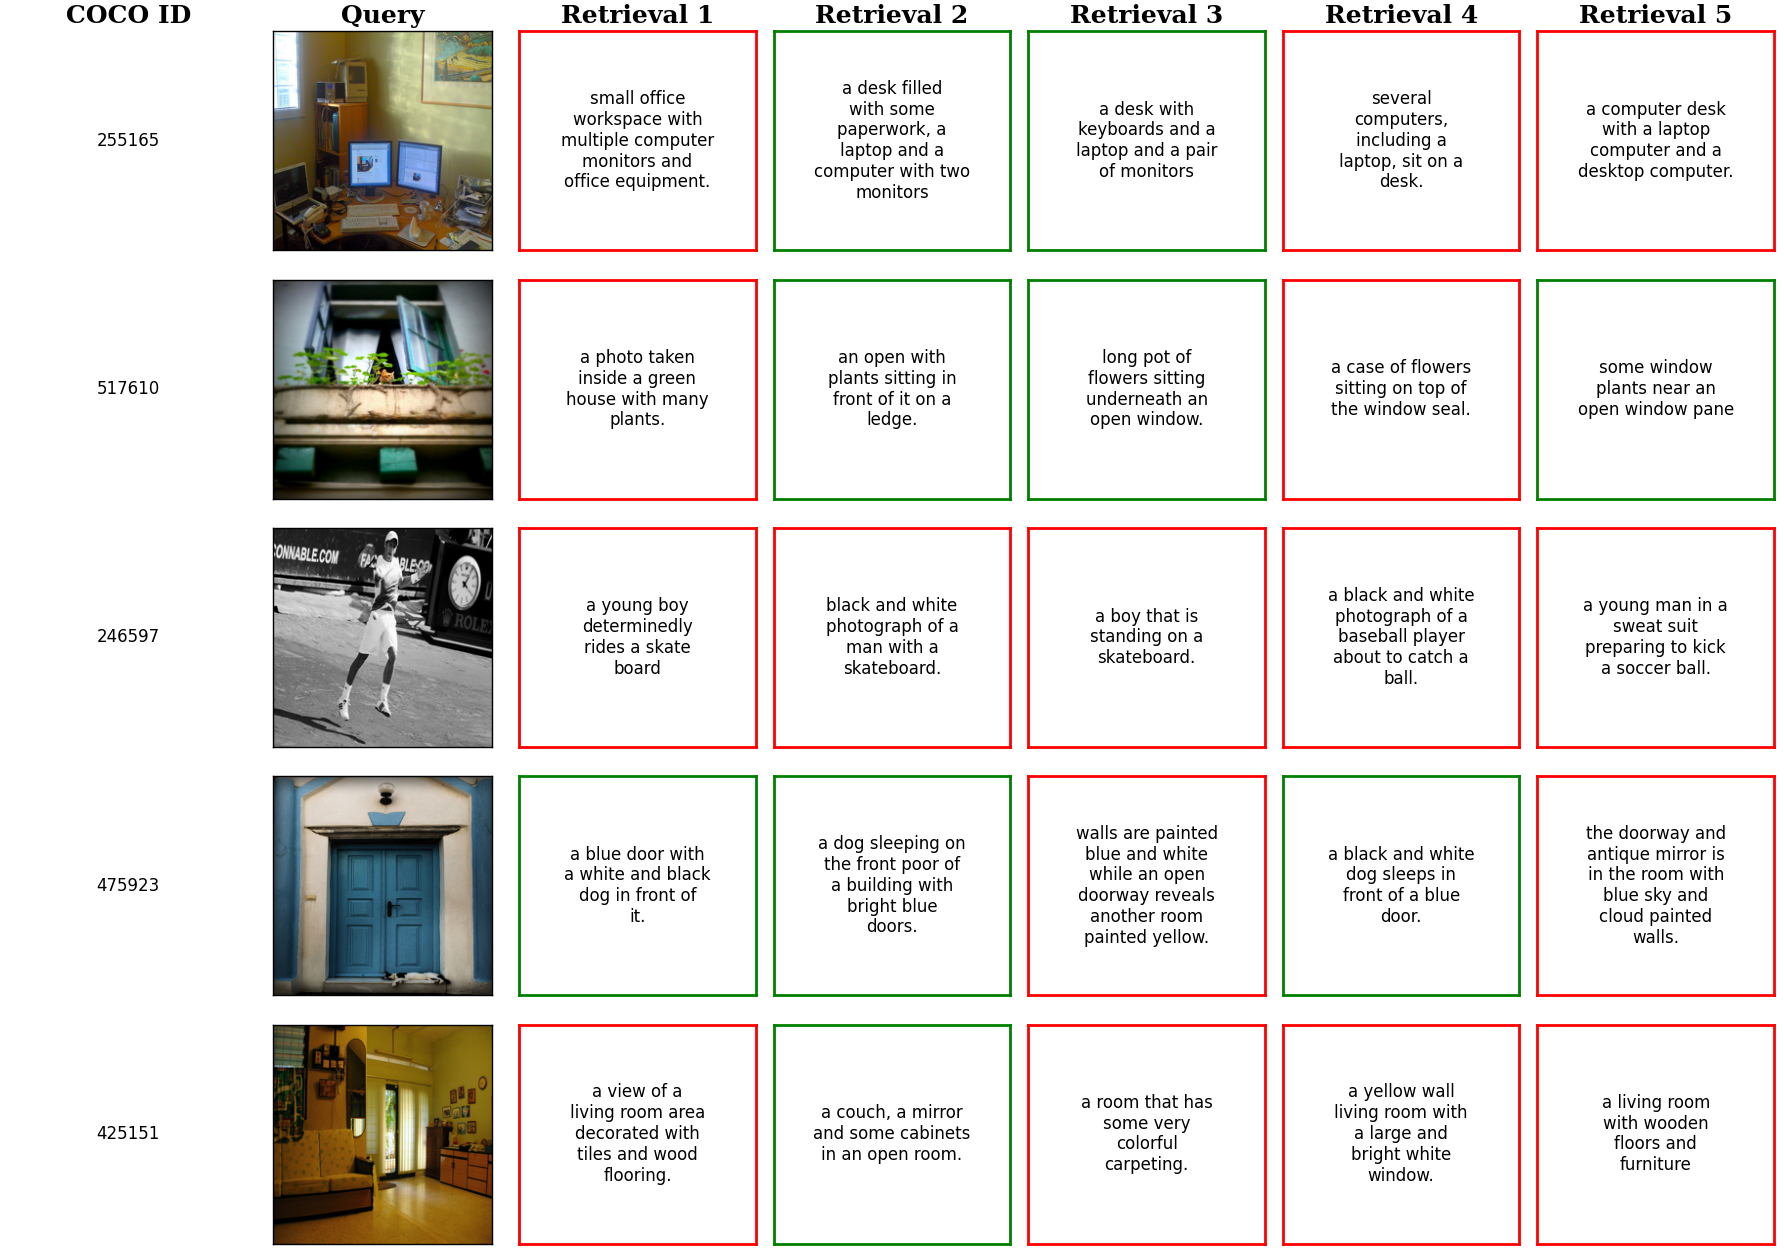 COCO ID Query Retrieval 1 Retrieval 2 Retrieval 3 Retrieval 4 Retrieval 5
255165
small office
workspace with
multiple computer
monitors and
office equipment.
a desk filled
with some
paperwork, a
laptop and a
computer with two
monitors
a desk with
keyboards and a
laptop and a pair
of monitors
several
computers,
including a
laptop, sit on a
desk.
a computer desk
with a laptop
computer and a
desktop computer.
517610
a photo taken
inside a green
house with many
plants.
an open with
plants sitting in
front of it on a
ledge.
long pot of
flowers sitting
underneath an
open window.
a case of flowers
sitting on top of
the window seal.
some window
plants near an
open window pane
246597
CONNABLE.COM
ROLEX
a young boy
determinedly
rides a skate
board
black and white
photograph of a
man with a
skateboard.
a boy that is
standing on a
skateboard.
a black and white
photograph of a
baseball player
about to catch a
ball.
a young man in a
sweat suit
preparing to kick
a soccer ball.
475923
a blue door with
a white and black
dog in front of
it.
a dog sleeping on
the front poor of
a building with
bright blue
doors.
walls are painted
blue and white
while an open
doorway reveals
another room
painted yellow.
a black and white
dog sleeps in
front of a blue
door.
the doorway and
antique mirror is
in the room with
blue sky and
cloud painted
walls.
425151
a view of a
living room area
decorated with
tiles and wood
flooring.
a couch, a mirror
and some cabinets
in an open room.
a room that has
some very
colorful
carpeting.
a yellow wall
living room with
a large and
bright white
window.
a living room
with wooden
floors and
furniture